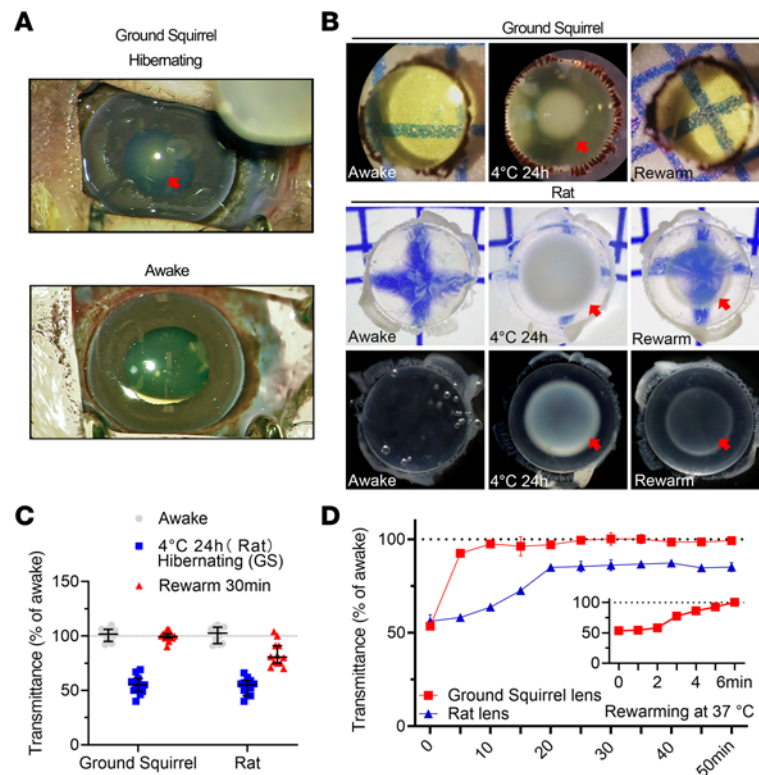 A
Ground Squirrel
Hibernating
Awake
B
Ground Squirrel
Awake
4°C 24h
Rewarm
Rat
Awake
4°C 24h
Rewarm
Awake
4°C 24h
Rewarm
C
Awake
4°C 24h ( Rat)
Hibernating (GS)
Rewarm 30min
Transmittance (% of awake)
150
100
50
0
Ground Squirrel
Rat
D
Transmittance (% of awake)
100
50
0
100
50
0
0
1
2
4
6min
Ground Squirrel lens
Rat lens
Rewarming at 37 °C
0
10
20
30
40
50min